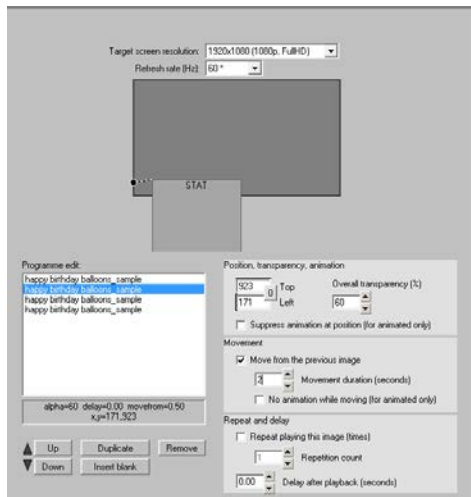 Target screen resolution: 1920x1080 (1080p. FullHD)
Refresh rate (Hz): 60 *
STAT
Programme edit:
happy birthday balloons_sample
happy birthday balloons_sample
happy birthday balloons_sample
happy birthday balloons_sample
alpha=60 delay=0.00 movefrom=0.50
x,y=171,923
Up Duplicate Remove
Down Insert blank
Position, transparency, animation
923 Top Overall transparency (%)
171 0 Left 60
Suppress animation at position (for animated only)
Movement
Move from the previous image
2 Movement duration (seconds)
No animation while moving (for animated only)
Repeat and delay
Repeat playing this image (times)
1 Repetition count
0.00 Delay after playback (seconds)